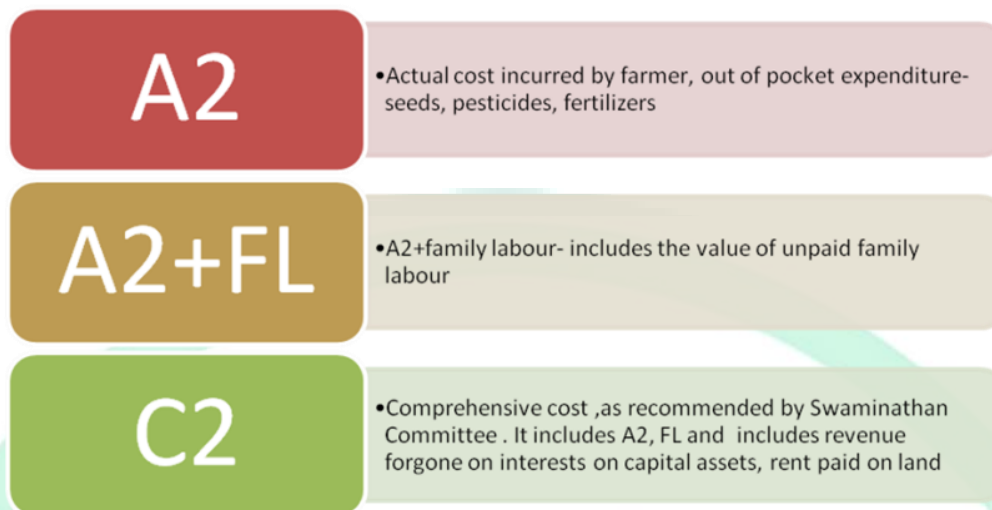 A2
•Actual cost incurred by farmer, out of pocket expenditure-
seeds, pesticides, fertilizers
A2+FL
•A2+family labour- includes the value of unpaid family
labour
C2
•Comprehensive cost ,as recommended by Swaminathan
Committee . It includes A2, FL and  includes revenue
forgone on interests on capital assets, rent paid on land